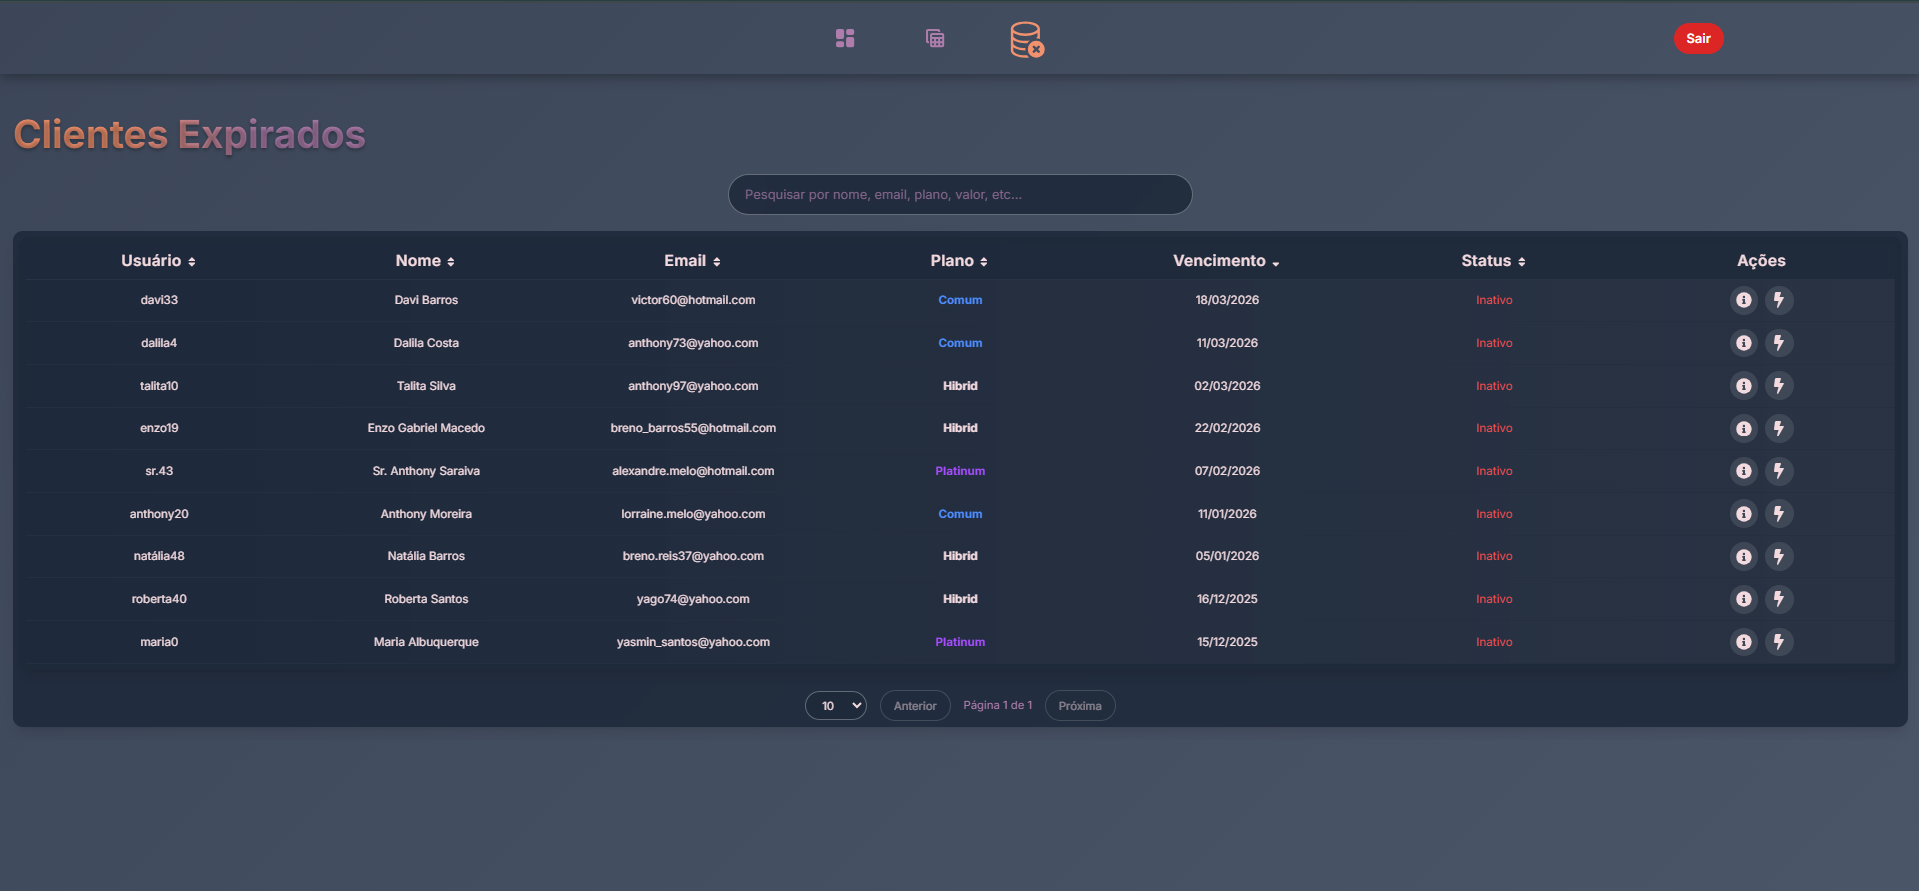 Sair
Clientes Expirados
Pesquisar por nome, email, plano, valor, etc...
Usuário Nome Email Plano Vencimento Status Ações
davi33 Davi Barros victor60@hotmail.com Comum 18/03/2026 Inativo
dalila4 Dalila Costa anthony73@yahoo.com Comum 11/03/2026 Inativo
talita10 Talita Silva anthony97@yahoo.com Hibrid 02/03/2026 Inativo
enzo19 Enzo Gabriel Macedo breno_barros55@hotmail.com Hibrid 22/02/2026 Inativo
sr.43 Sr. Anthony Saraiva alexandre.melo@hotmail.com Platinum 07/02/2026 Inativo
anthony20 Anthony Moreira lorraine.melo@yahoo.com Comum 11/01/2026 Inativo
natália48 Natália Barros breno.reis37@yahoo.com Hibrid 05/01/2026 Inativo
roberta40 Roberta Santos yago74@yahoo.com Hibrid 16/12/2025 Inativo
maria0 Maria Albuquerque yasmin_santos@yahoo.com Platinum 15/12/2025 Inativo
10 Anterior Página 1 de 1 Próxima